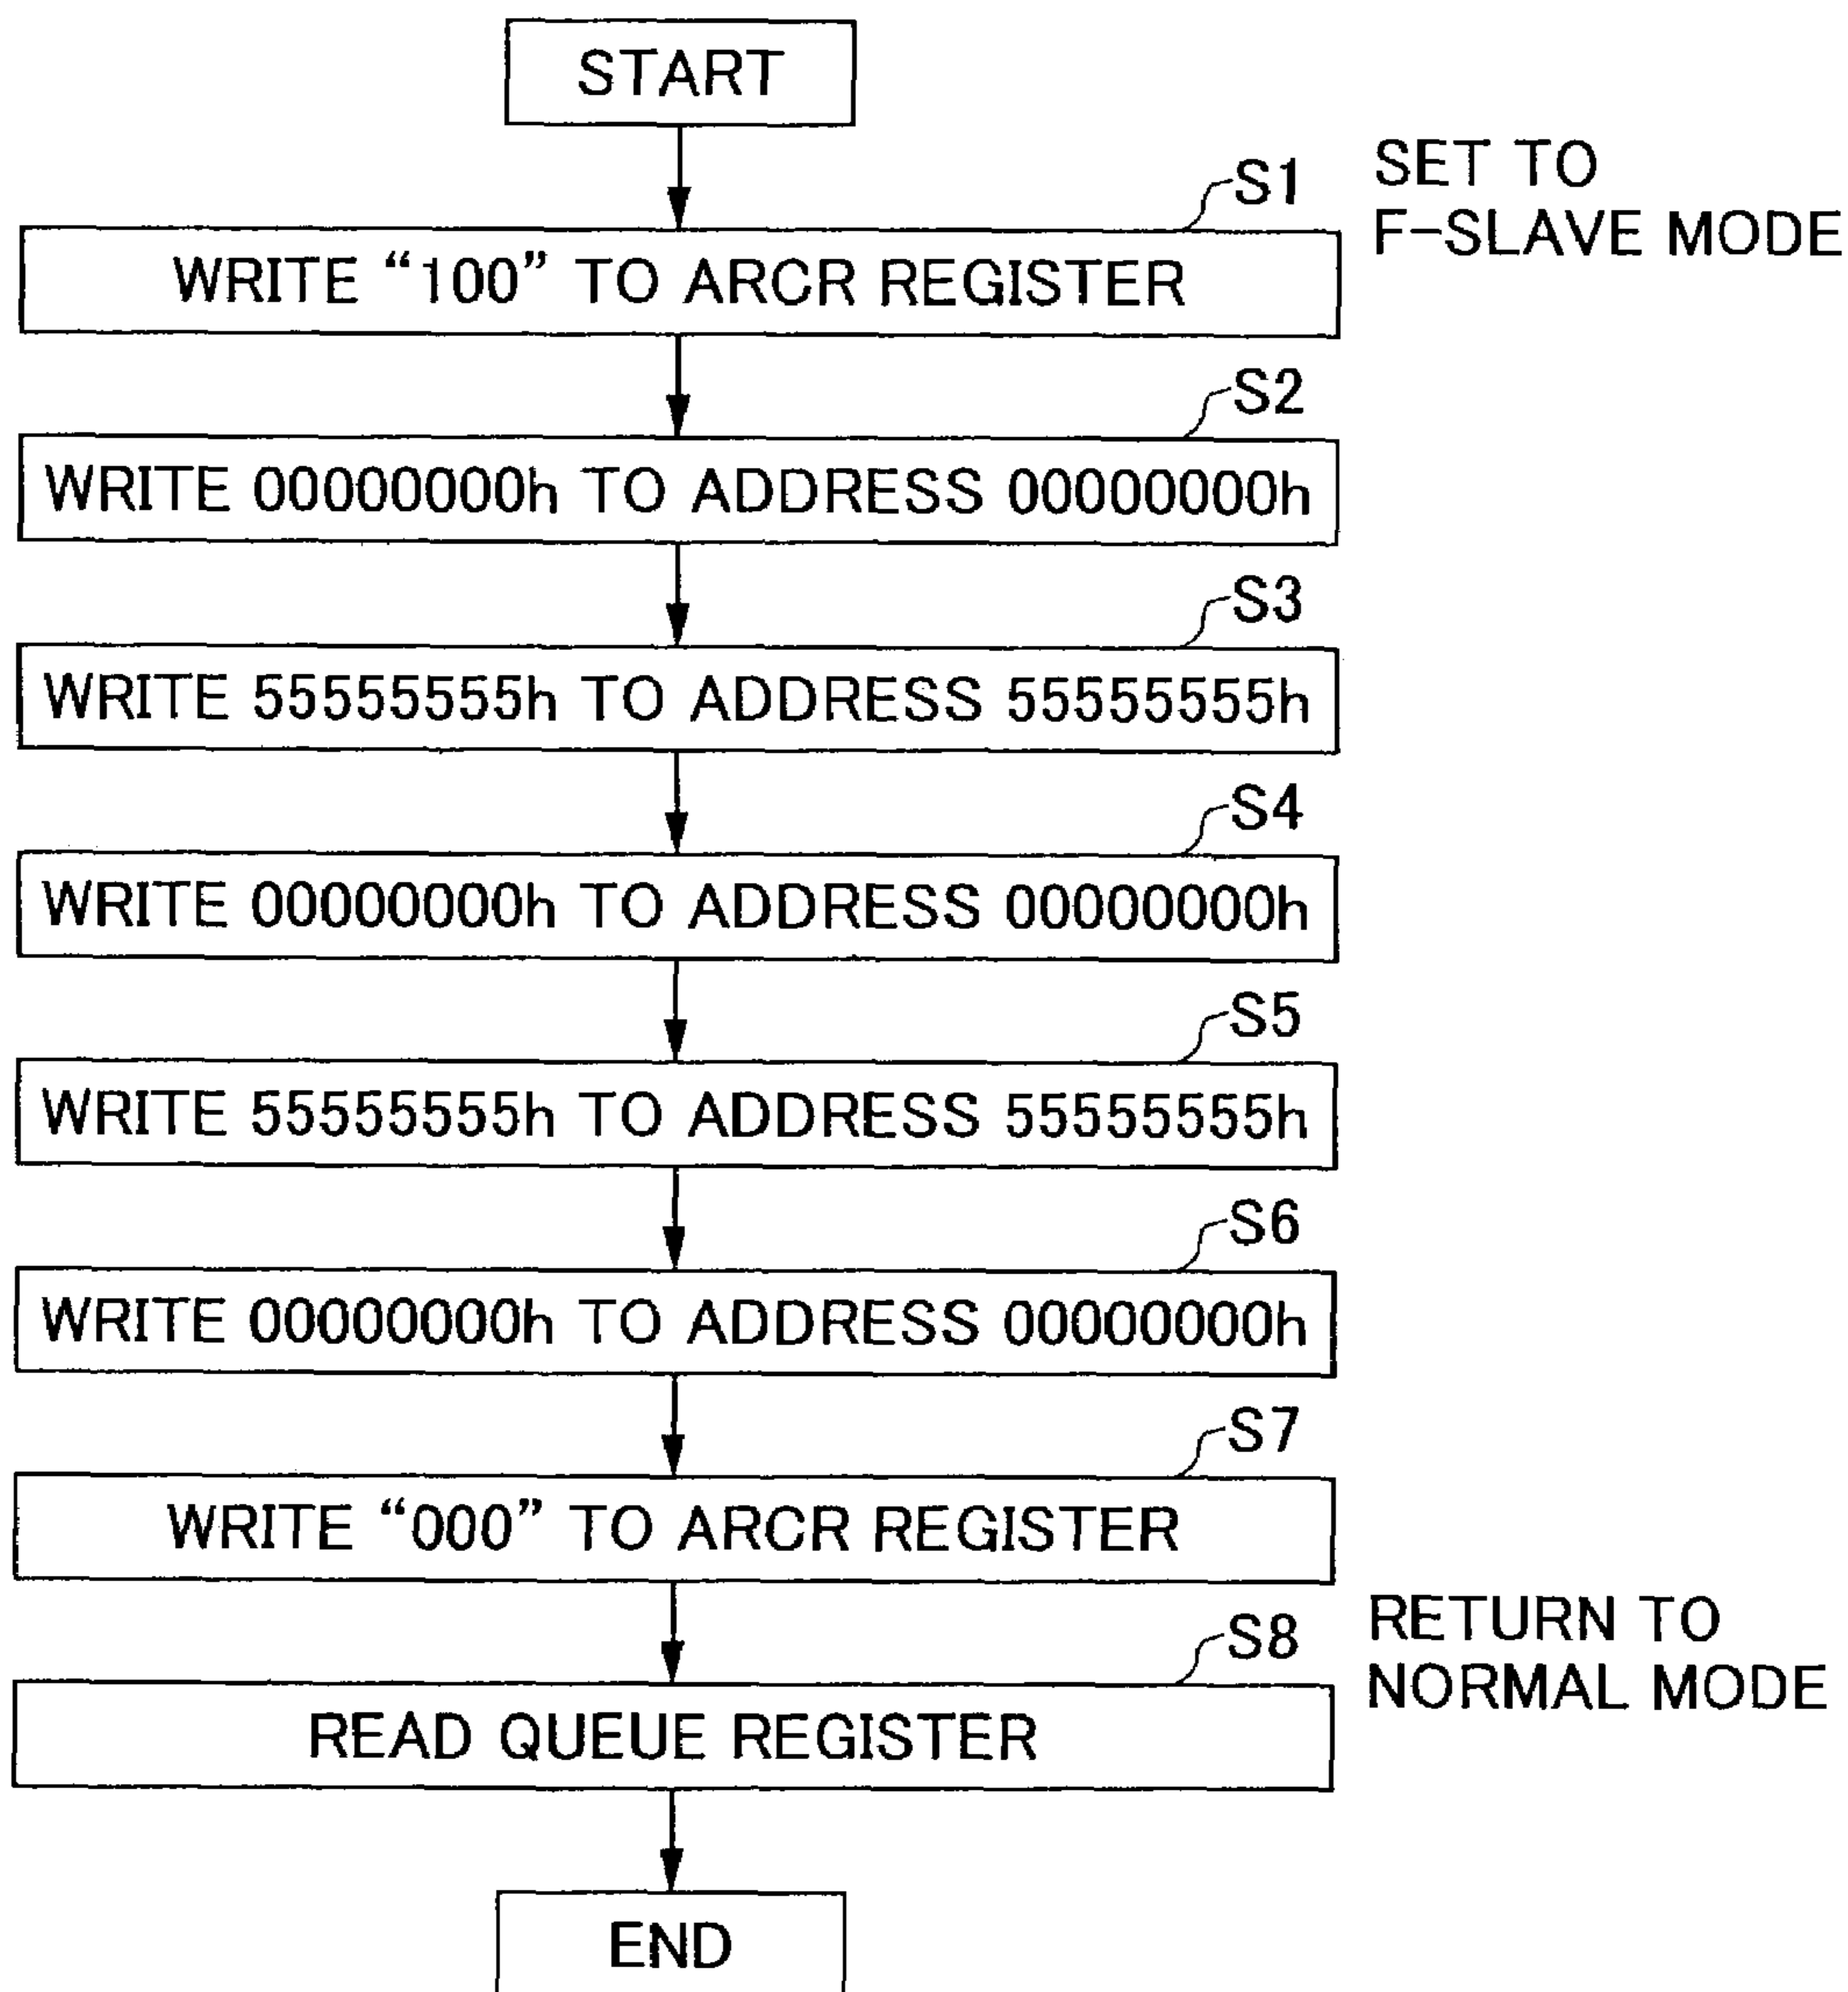 START
S1
SET TO
F-SLAVE MODE
WRITE “100” TO ARCR REGISTER
S2
WRITE 00000000h TO ADDRESS 00000000h
S3
WRITE 55555555h TO ADDRESS 55555555h
S4
WRITE 00000000h TO ADDRESS 00000000h
S5
WRITE 55555555h TO ADDRESS 55555555h
S6
WRITE 00000000h TO ADDRESS 00000000h
S7
WRITE “000” TO ARCR REGISTER
S8
RETURN TO
NORMAL MODE
READ QUEUE REGISTER
END